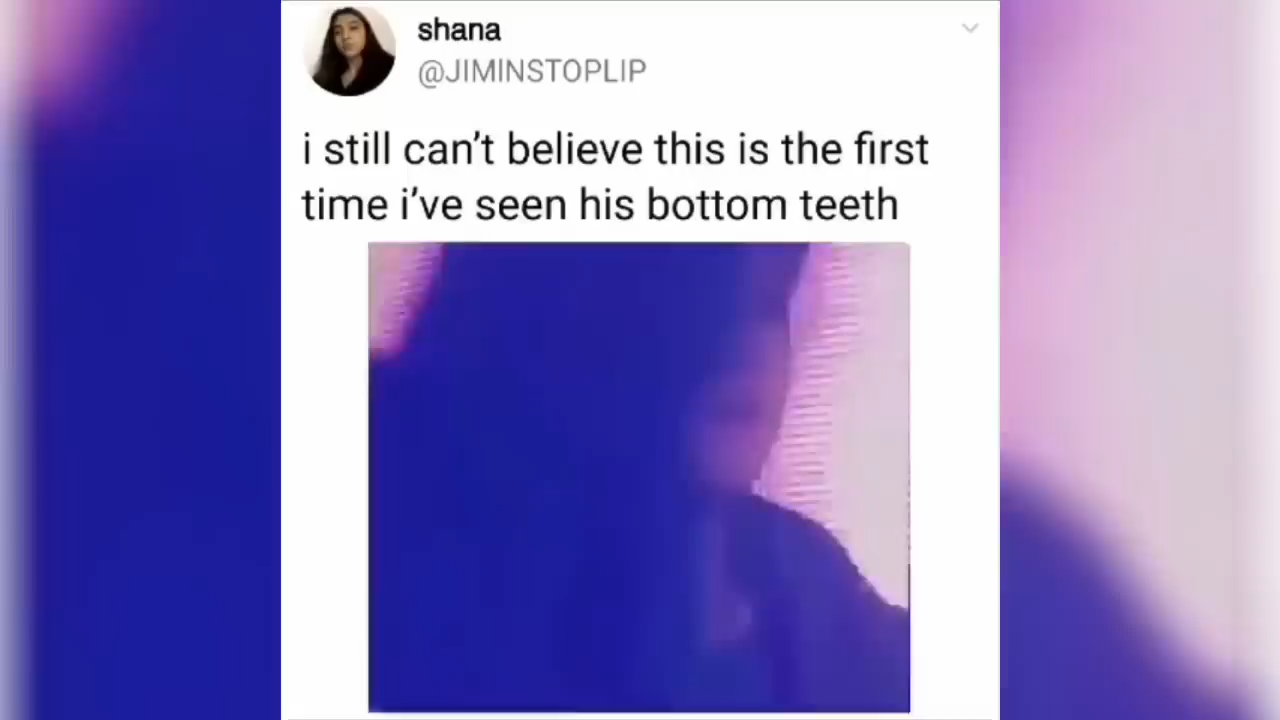 shana
@JIMINSTOPLIP
i still can’t believe this is the first
time i’ve seen his bottom teeth